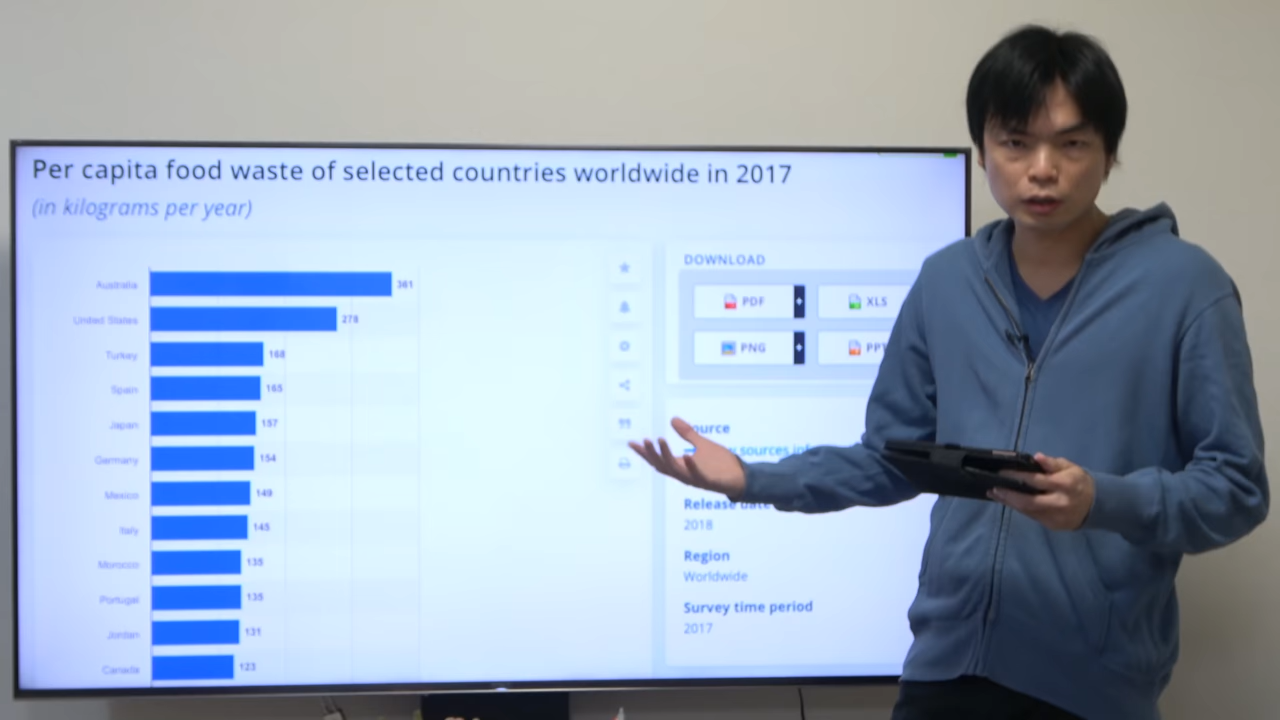 Per capita food waste of selected countries worldwide in 2017
(in kilograms per year)
Australia 361
United States 278
Turkey 168
Spain 165
Japan 157
Germany 154
Mexico 149
Italy 145
Morocco 135
Portugal 135
Jordan 131
Canada 123
DOWNLOAD
PDF + XLS
PNG +
sources
Release date
2018
Region
Worldwide
Survey time period
2017